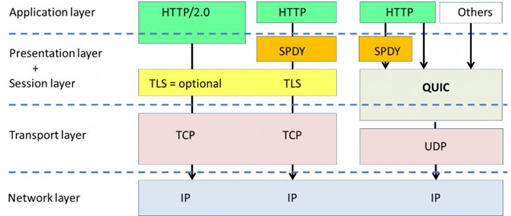 Application layer HTTP/2.0 HTTP HTTP Others
Presentation layer SPDY SPDY
+
Session layer TLS = optional TLS QUIC
Transport layer TCP TCP UDP
Network layer IP IP IP